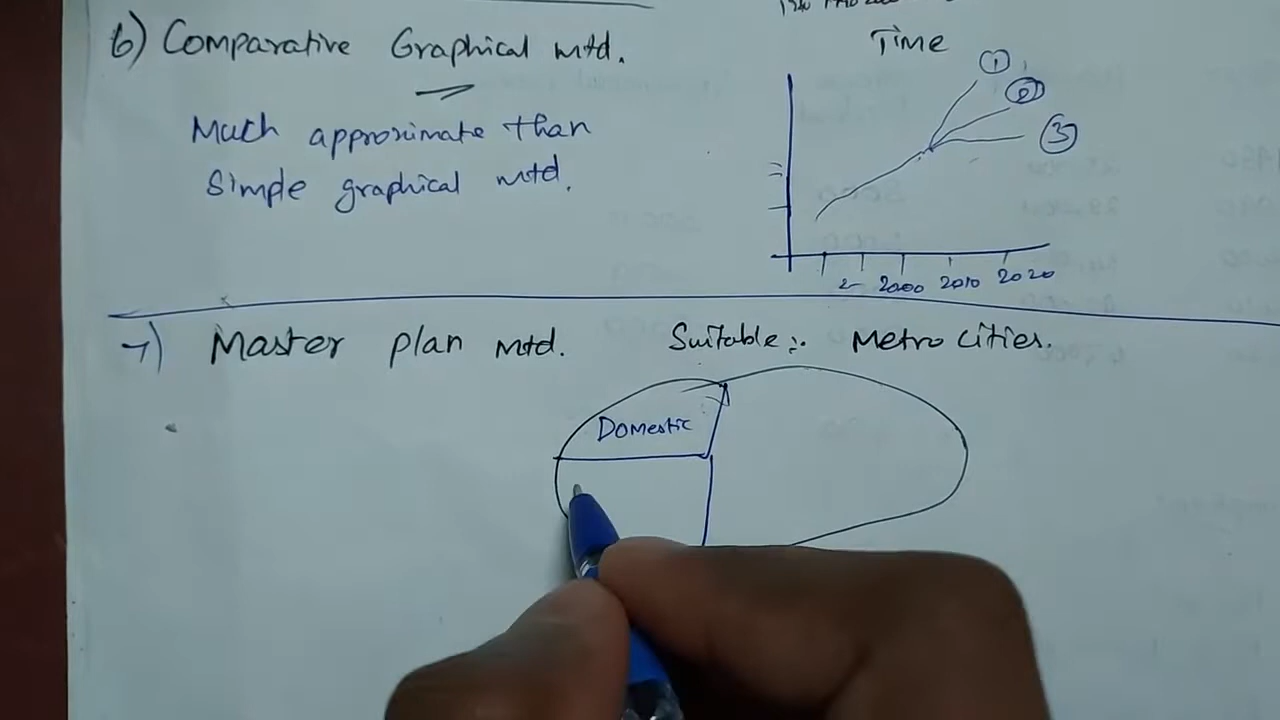 6) Comparative Graphical mtd.
Time
Much approximate than
Simple graphical mtd.
1
2
3
2000 2010 2020
7) Master plan mtd. Suitable :- Metro Cities.
Domestic